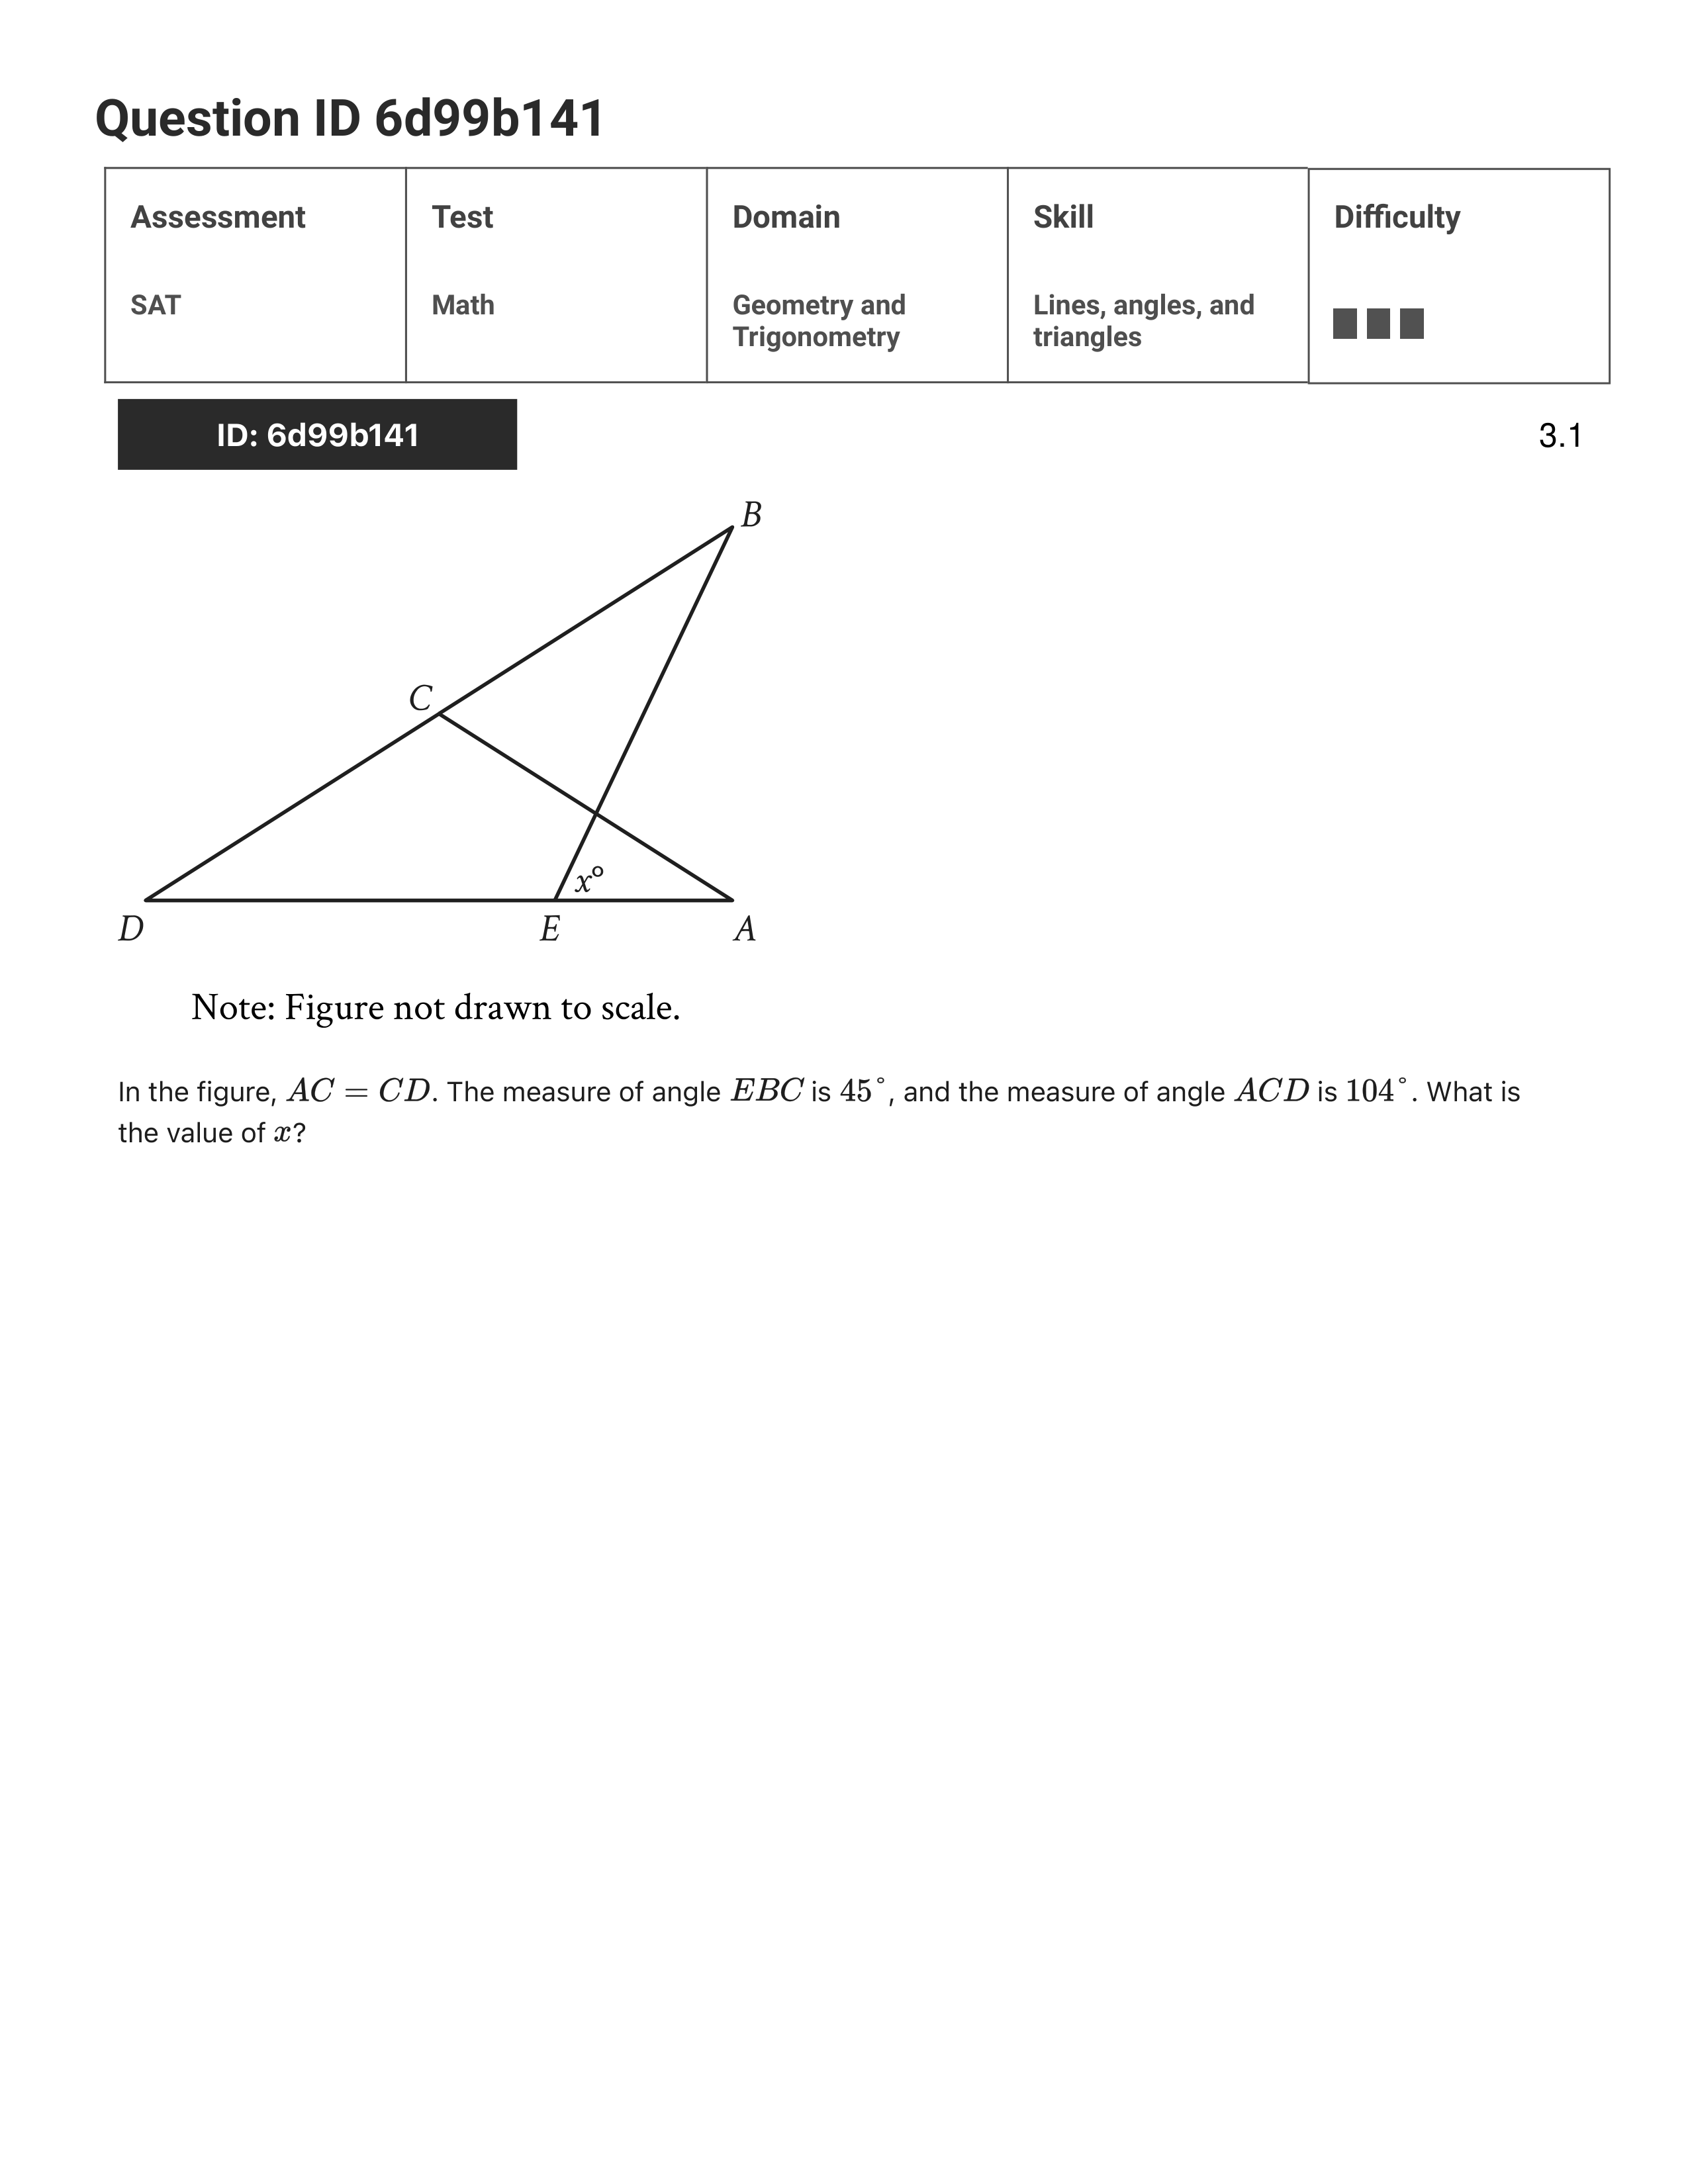 Question ID 6d99b141
Assessment
Test
Domain
Skill
Difficulty
SAT
Math
Geometry and
Trigonometry
Lines, angles, and
triangles
ID: 6d99b141
3.1
B
C
x°
D
E
A
Note: Figure not drawn to scale.
In the figure, AC = CD. The measure of angle EBC is 45°, and the measure of angle ACD is 104°. What is
the value of x?